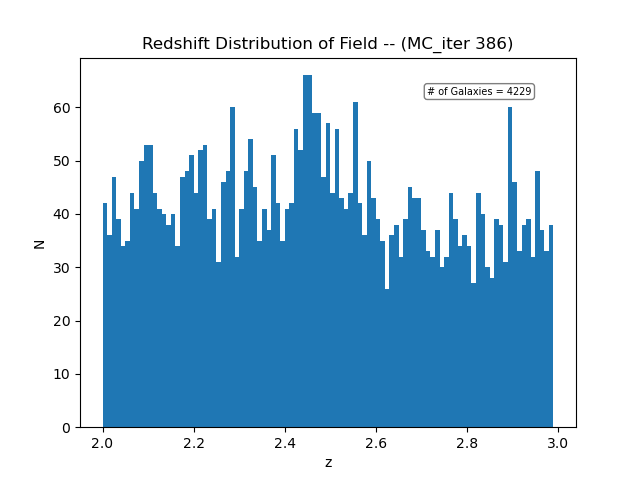 Redshift Distribution of Field -- (MC_iter 386)
# of Galaxies = 4229
60
50
40
30
20
10
0
N
2.0 2.2 2.4 2.6 2.8 3.0
z